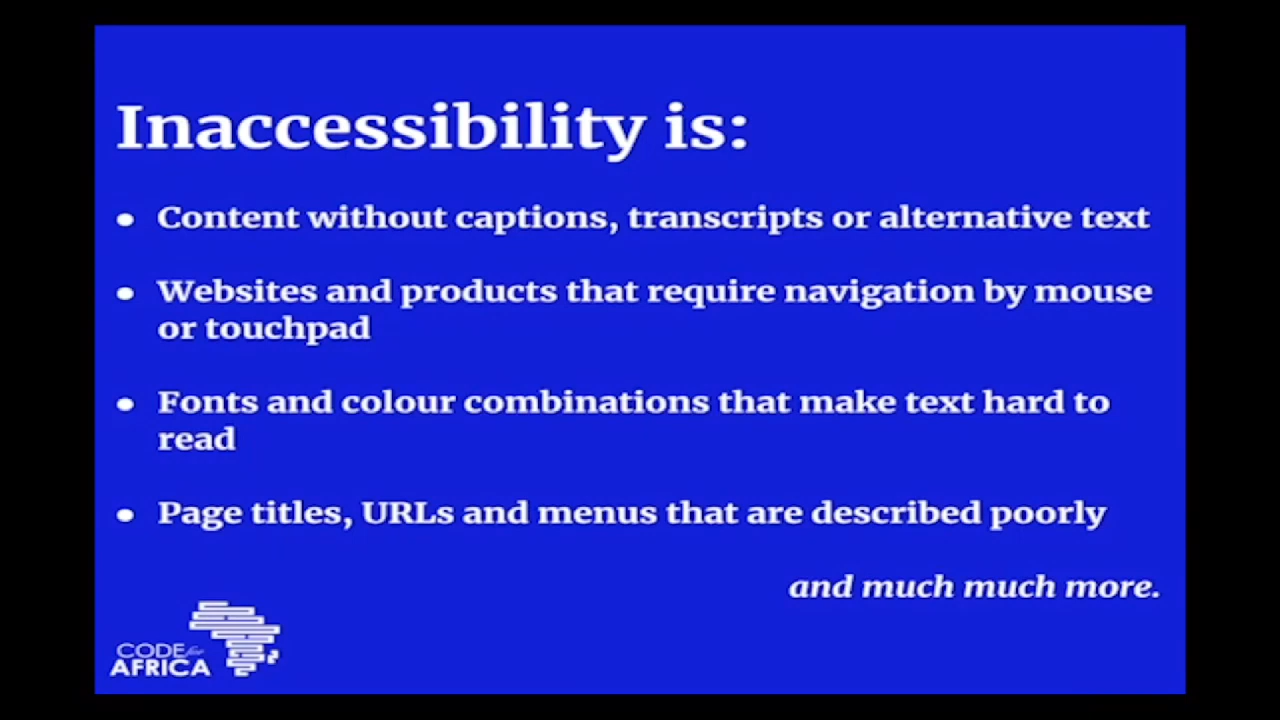 Inaccessibility is:
● Content without captions, transcripts or alternative text
● Websites and products that require navigation by mouse
or touchpad
● Fonts and colour combinations that make text hard to
read
● Page titles, URLs and menus that are described poorly
and much much more.
CODE for
AFRICA